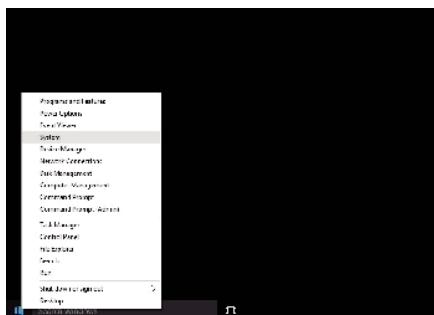 Programs and Features
Power Options
Event Viewer
System
Device Manager
Network Connections
Disk Management
Computer Management
Command Prompt
Command Prompt (Admin)
Task Manager
Control Panel
File Explorer
Search
Run
Shut down or sign out
Desktop